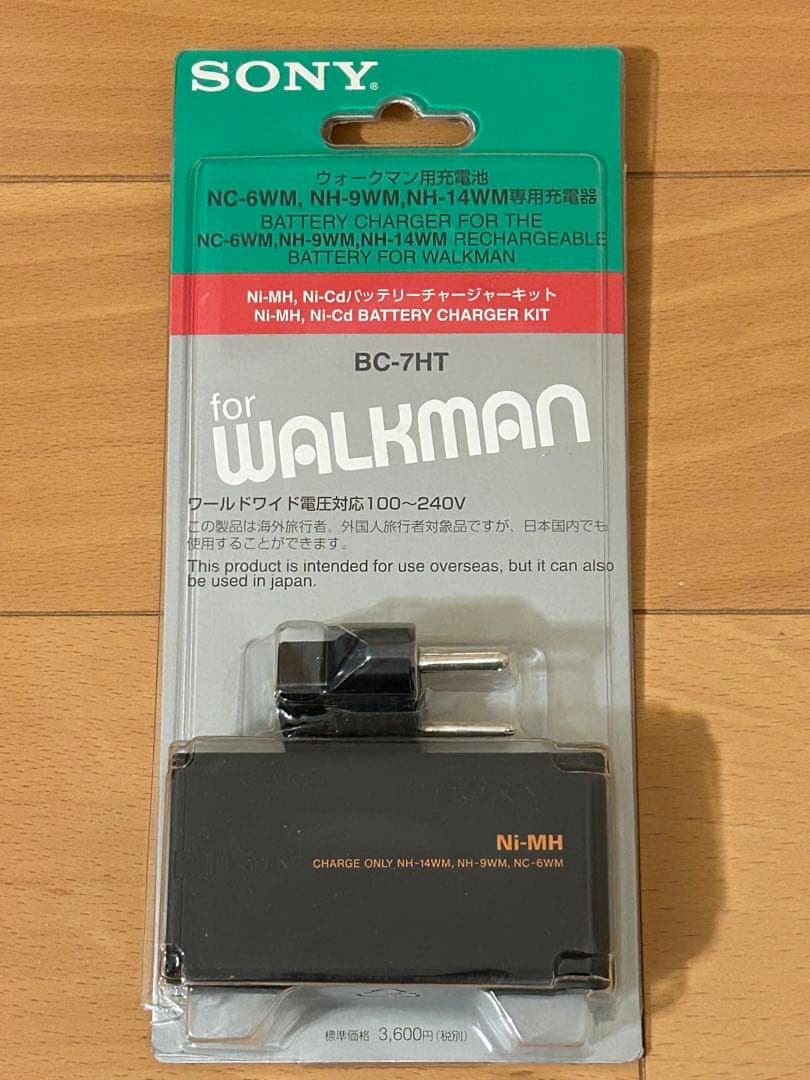 SONY®
ウォークマン用充電池
NC-6WM, NH-9WM,NH-14WM専用充電器
BATTERY CHARGER FOR THE
NC-6WM,NH-9WM,NH-14WM RECHARGEABLE
BATTERY FOR WALKMAN
Ni-MH, Ni-Cdバッテリーチャージャーキット
Ni-MH, Ni-Cd BATTERY CHARGER KIT
BC-7HT
for
WALKMAN
ワールドワイド電圧対応100〜240V
この製品は海外旅行者、外国人旅行者対象品ですが、日本国内でも
使用することができます。
This product is intended for use overseas, but it can also
be used in japan.
Ni-MH
CHARGE ONLY NH-14WM, NH-9WM, NC-6WM
標準価格 3,600円(税別)